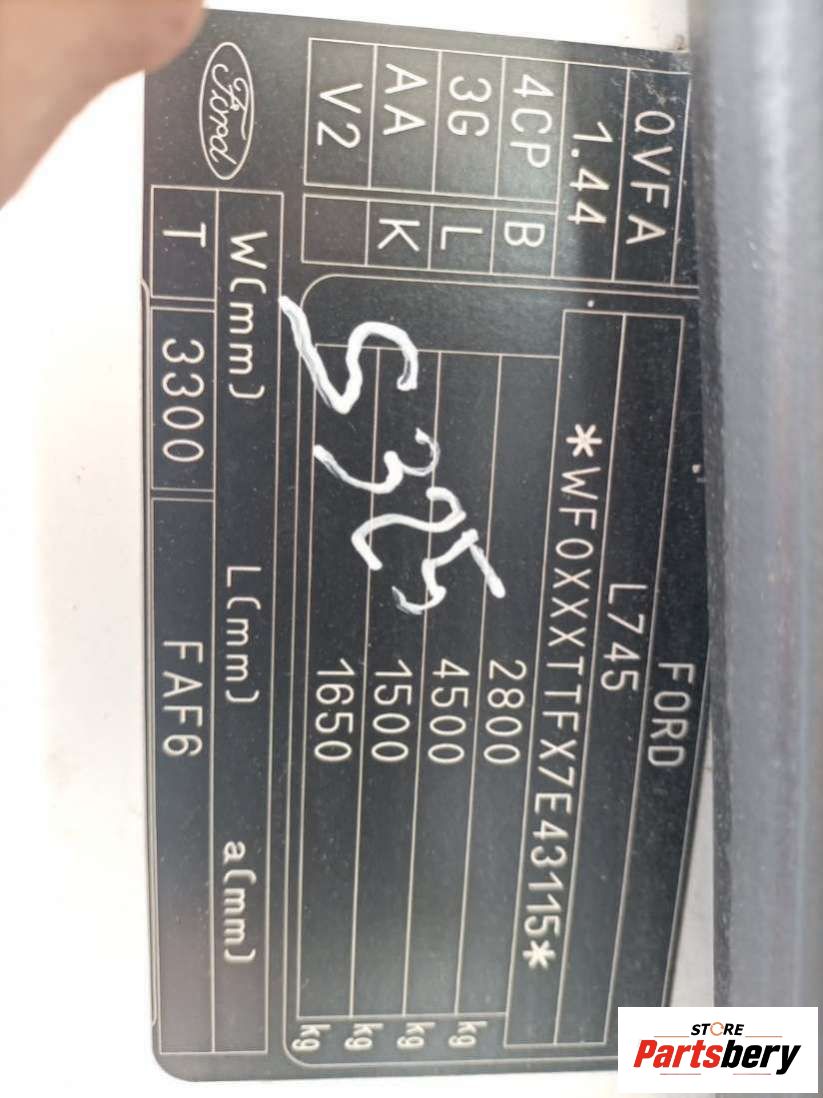 FORD
L745
*WF0XXXTTFX7E43115*
2800 kg
4500 kg
1500 kg
1650 kg
QVFA
1.44
4CP B
3G L
AA K
V2
Ford
W(mm) L(mm) a(mm)
T 3300 FAF6
S 325
STORE
Partsbery